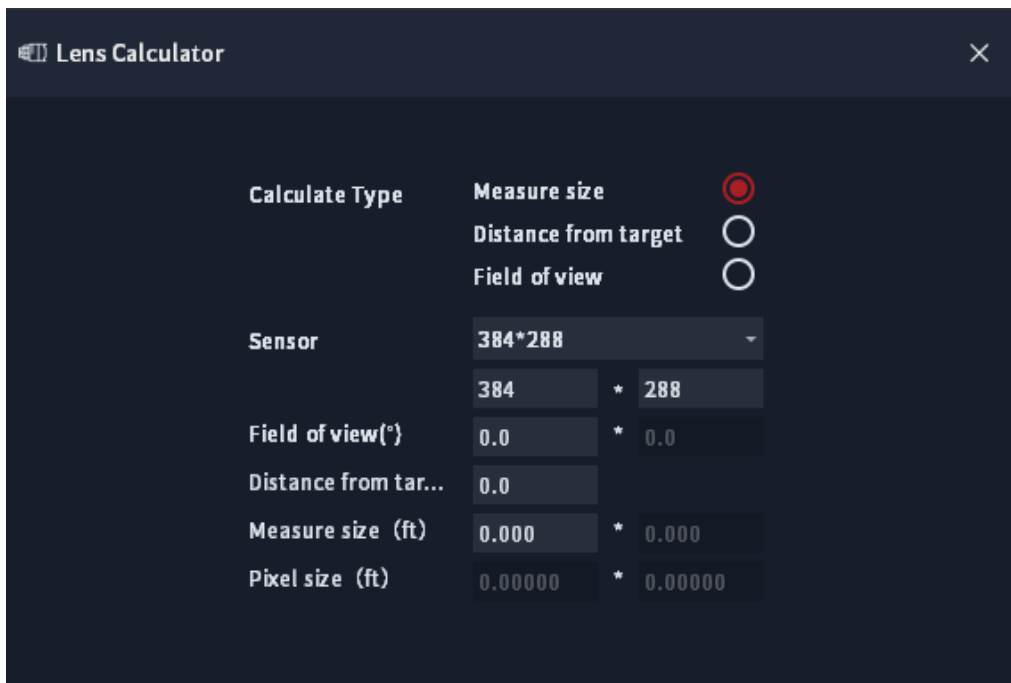 Lens Calculator
Calculate Type
Measure size
Distance from target
Field of view
Sensor
384*288
384 * 288
Field of view(°) 0.0 * 0.0
Distance from tar... 0.0
Measure size (ft) 0.000 * 0.000
Pixel size (ft) 0.00000 * 0.00000